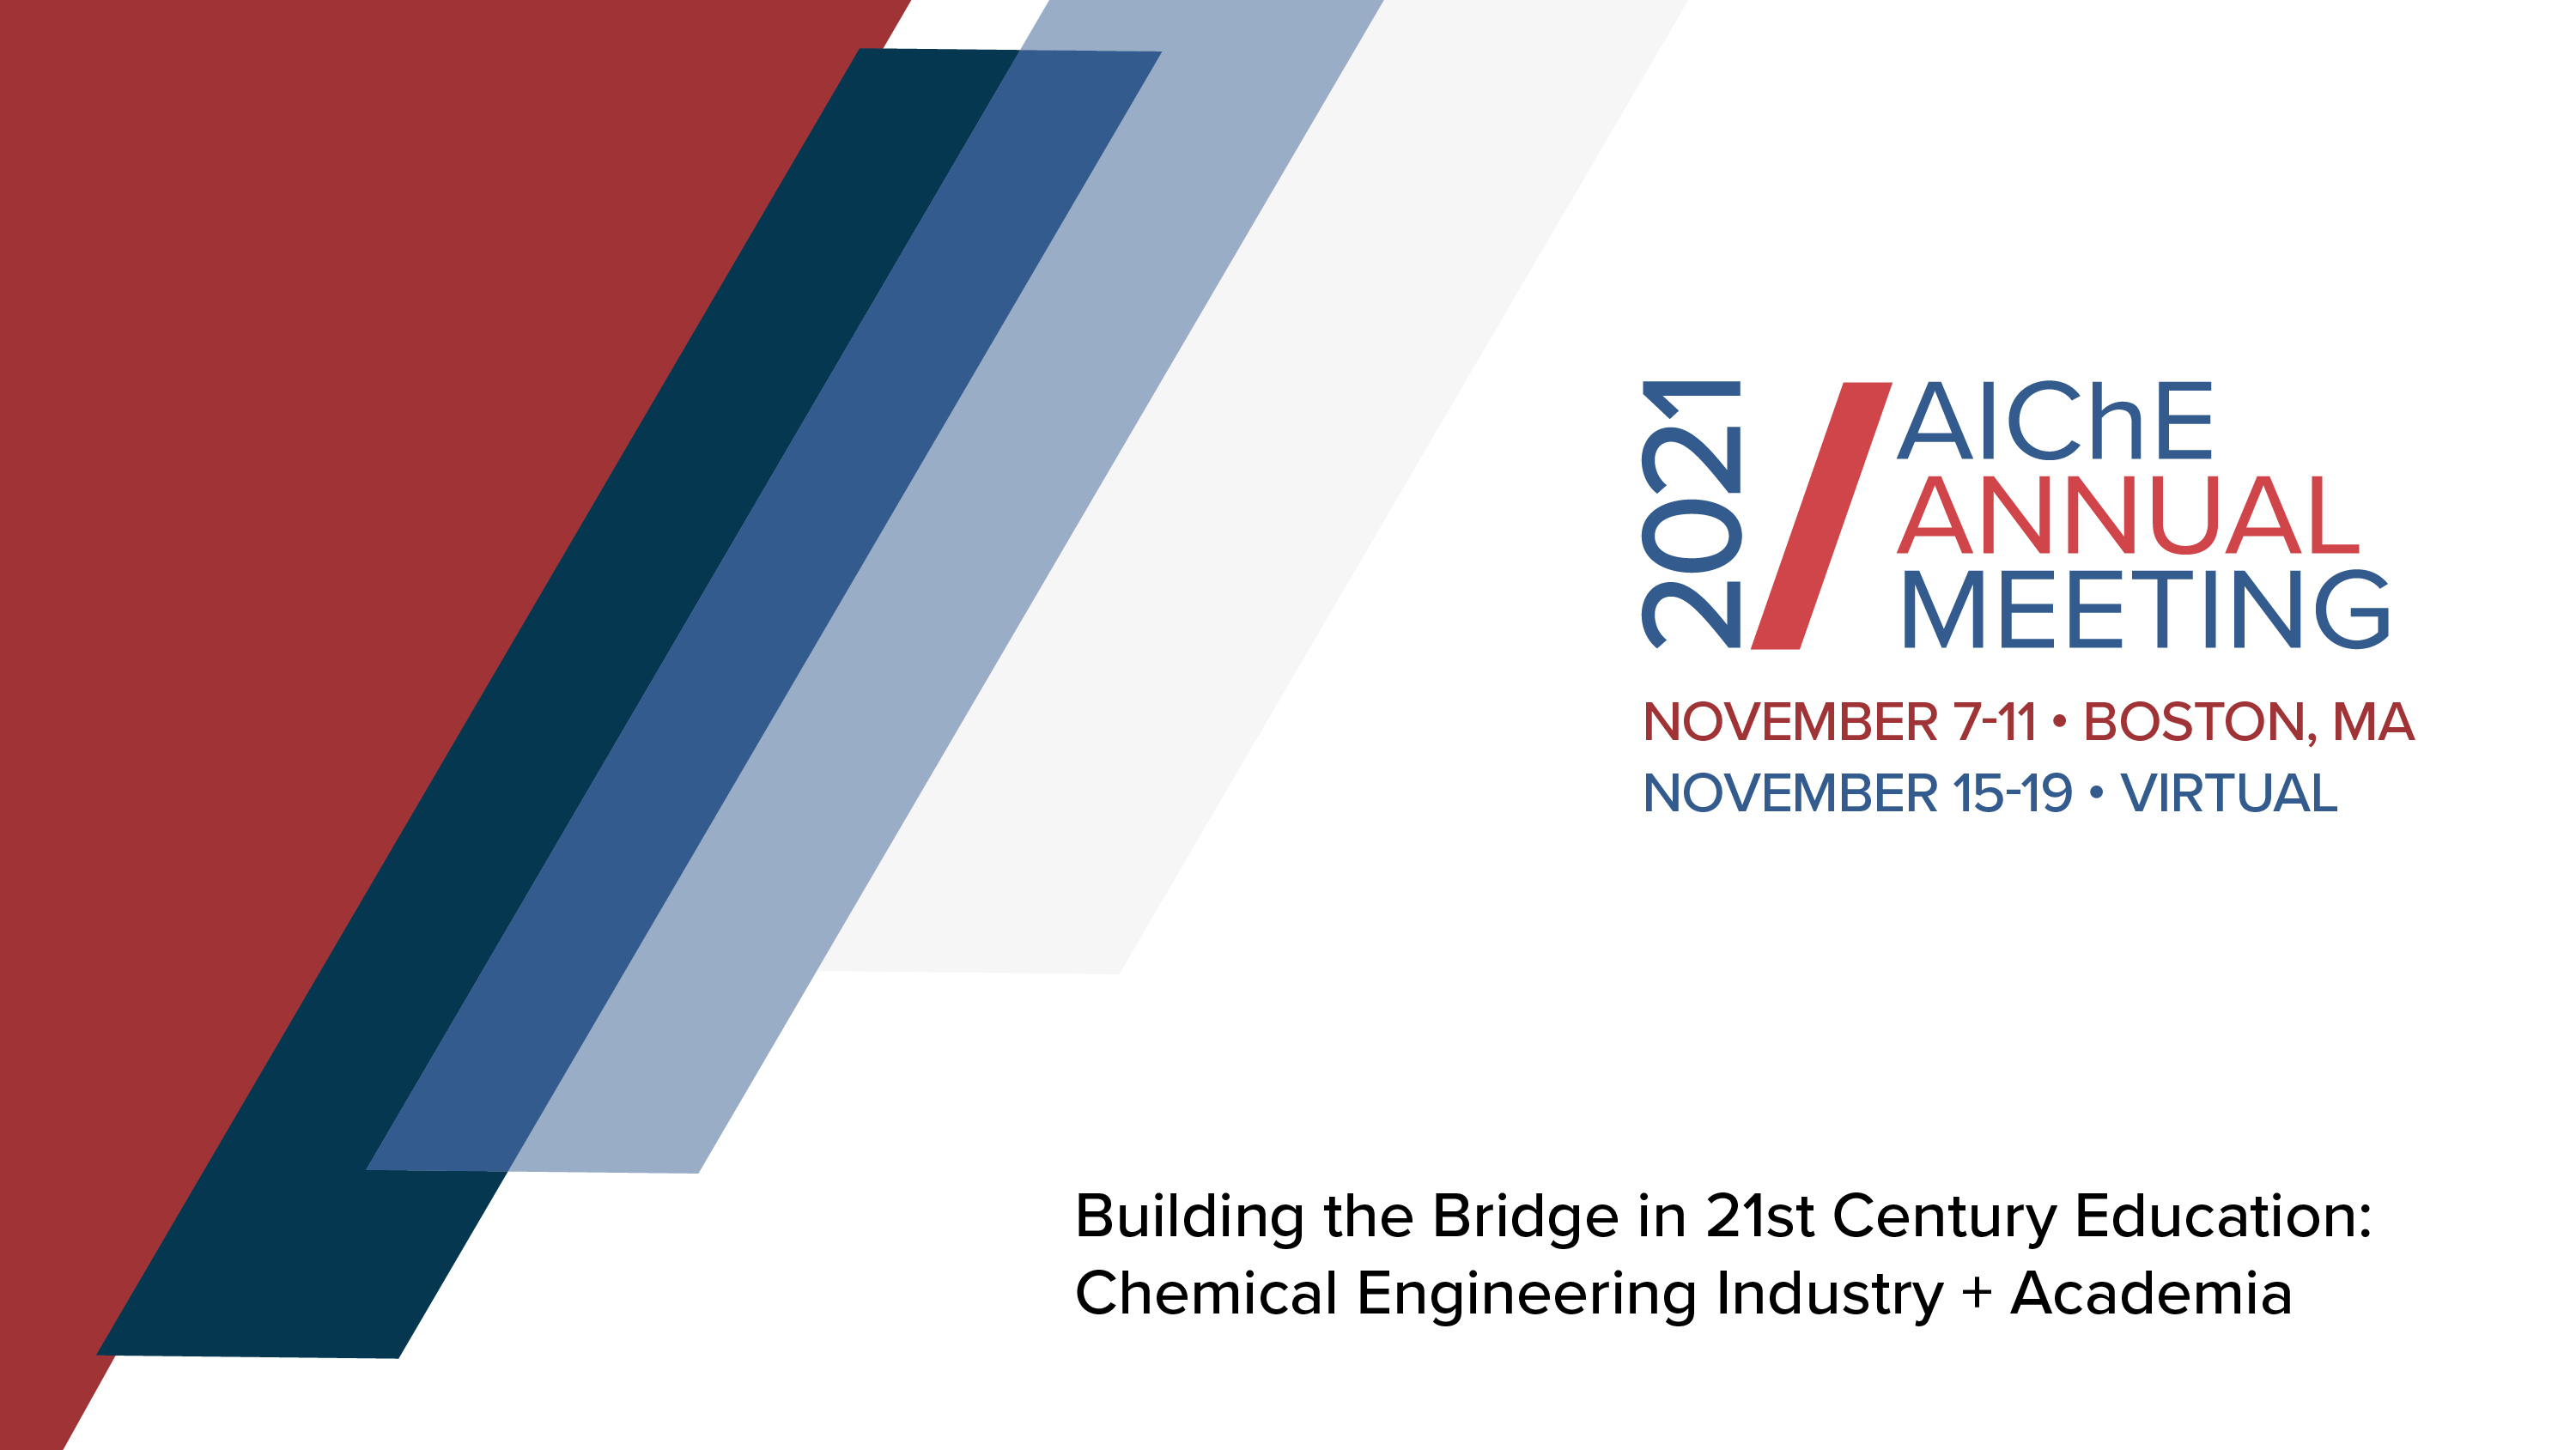 2021
AIChE
ANNUAL
MEETING
NOVEMBER 7-11 • BOSTON, MA
NOVEMBER 15-19 • VIRTUAL
Building the Bridge in 21st Century Education:
Chemical Engineering Industry + Academia